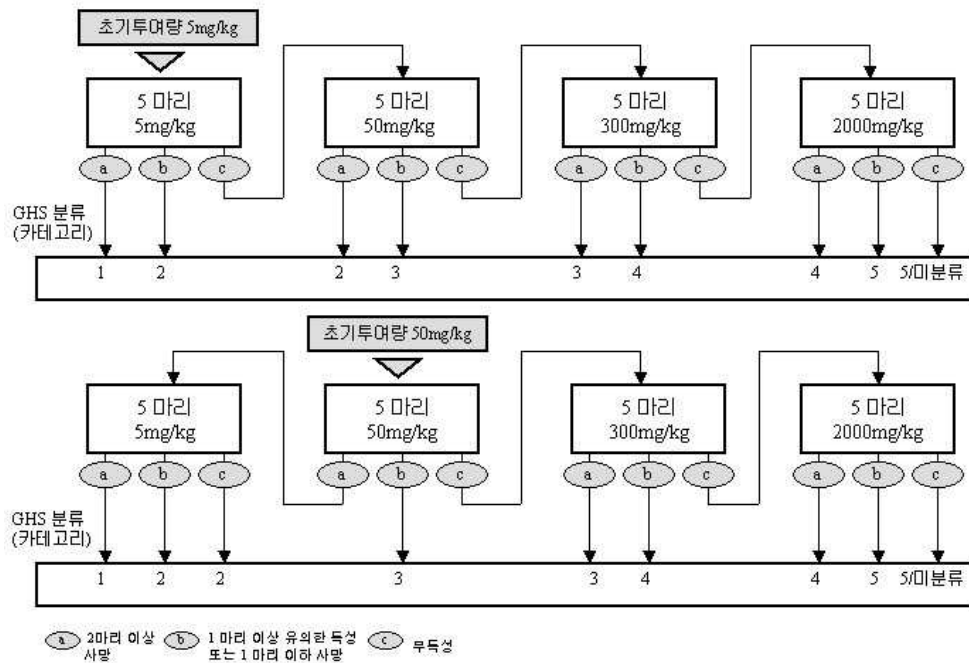 초기투여량 5mg/kg
5 마리
5mg/kg
5 마리
50mg/kg
5 마리
300mg/kg
5 마리
2000mg/kg
a b c a b c a b c a b c
GHS 분류
(카테고리)
1 2 2 3 3 4 4 5 5/미분류
초기투여량 50mg/kg
5 마리
5mg/kg
5 마리
50mg/kg
5 마리
300mg/kg
5 마리
2000mg/kg
a b c a b c a b c a b c
GHS 분류
(카테고리)
1 2 2 3 3 4 4 5 5/미분류
a 2마리 이상
사망
b 1 마리 이상 유의한 독성
또는 1 마리 이하 사망
c 무독성